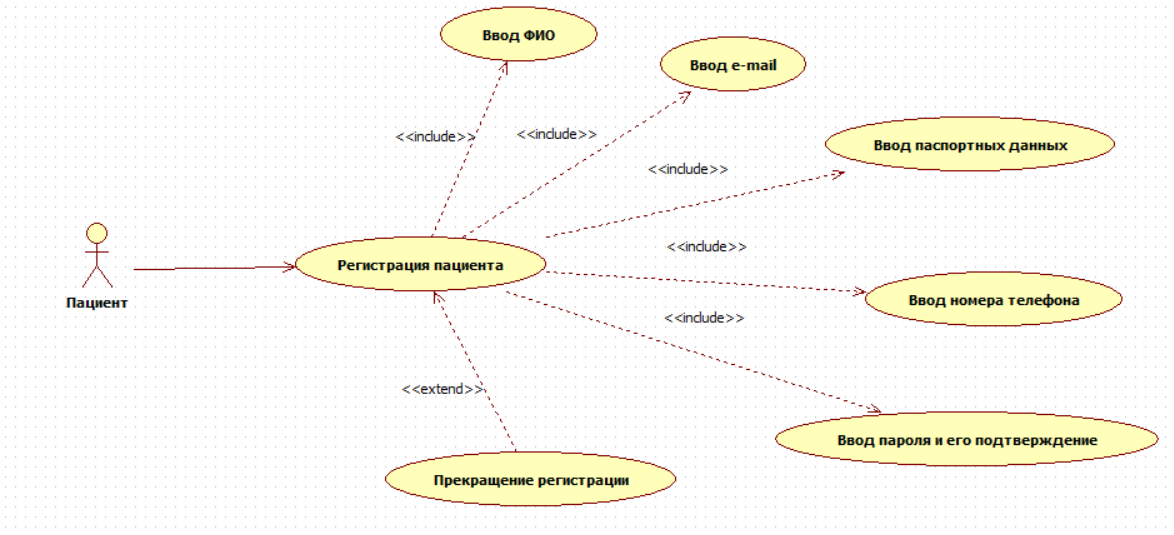 Ввод ФИО
Ввод e-mail
<<include>>
<<include>>
Ввод паспортных данных
<<include>>
<<include>>
Регистрация пациента
Пациент
Ввод номера телефона
<<include>>
<<extend>>
Ввод пароля и его подтверждение
Прекращение регистрации